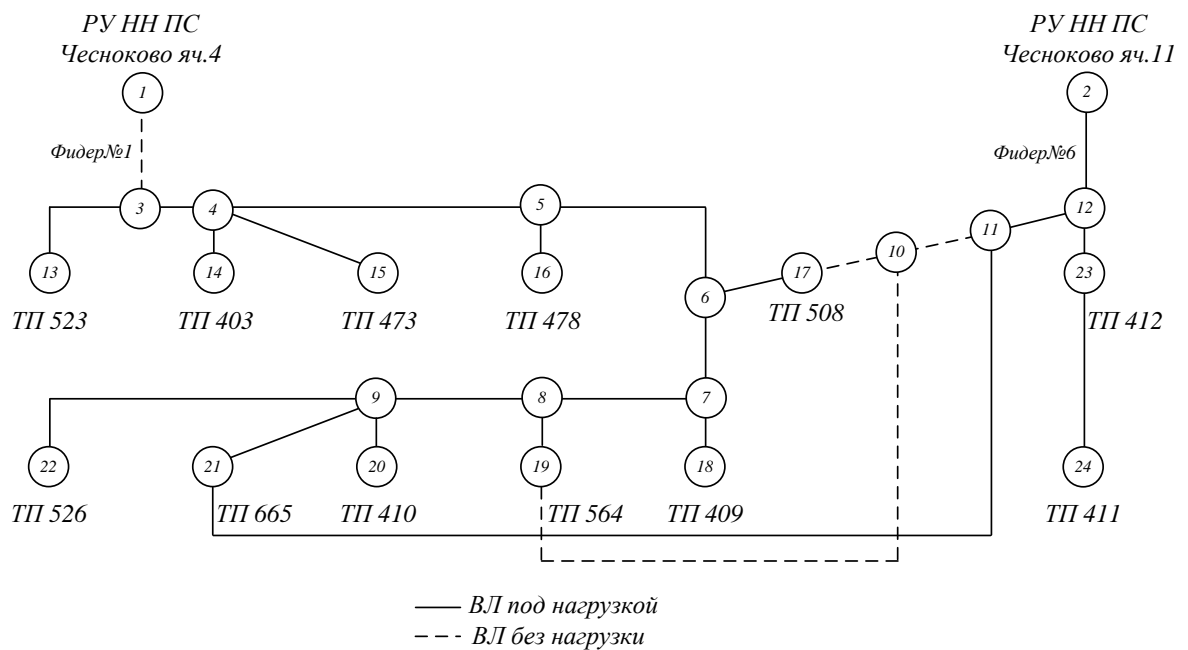 РУ НН ПС
Чесноково яч.4
РУ НН ПС
Чесноково яч.11
1
2
Фидер№1
Фидер№6
3
4
5
12
11
10
13
14
15
16
17
23
6
ТП 523
ТП 403
ТП 473
ТП 478
ТП 508
ТП 412
9
8
7
22
21
20
19
18
24
ТП 526
ТП 665
ТП 410
ТП 564
ТП 409
ТП 411
ВЛ под нагрузкой
ВЛ без нагрузки